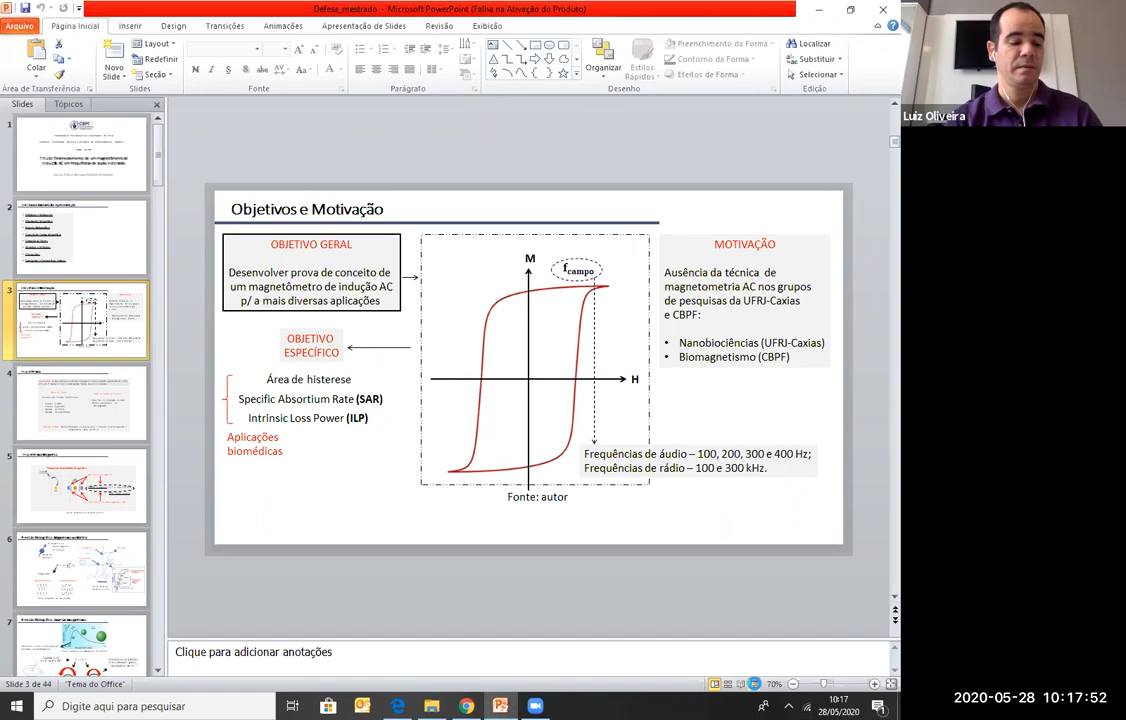 Defesa_mestrado - Microsoft PowerPoint (Falha na Ativação do Produto)
Arquivo
Página Inicial
Inserir
Design
Transições
Animações
Apresentação de Slides
Revisão
Exibição
Colar
Novo
Slide
Layout
Redefinir
Seção
Organizar
Estilos
Rápidos
Preenchimento da Forma
Contorno da Forma
Efeitos de Forma
Localizar
Substituir
Selecionar
Área de Transferência
Slides
Fonte
Parágrafo
Desenho
Edição
Slides
Tópicos
1
2
3
4
5
6
7
Objetivos e Motivação
OBJETIVO GERAL
Desenvolver prova de conceito de
um magnetômetro de indução AC
p/ a mais diversas aplicações
OBJETIVO
ESPECÍFICO
Área de histerese
Specific Absortium Rate (SAR)
Intrinsic Loss Power (ILP)
Aplicações
biomédicas
M
fcampo
H
Frequências de áudio – 100, 200, 300 e 400 Hz;
Frequências de rádio – 100 e 300 kHz.
Fonte: autor
MOTIVAÇÃO
Ausência da técnica de
magnetometria AC nos grupos
de pesquisas da UFRJ-Caxias
e CBPF:
• Nanobiociências (UFRJ-Caxias)
• Biomagnetismo (CBPF)
Luiz Oliveira
Clique para adicionar anotações
Slide 3 de 44
"Tema do Office"
70%
Digite aqui para pesquisar
10:17
28/05/2020
2020-05-28 10:17:52